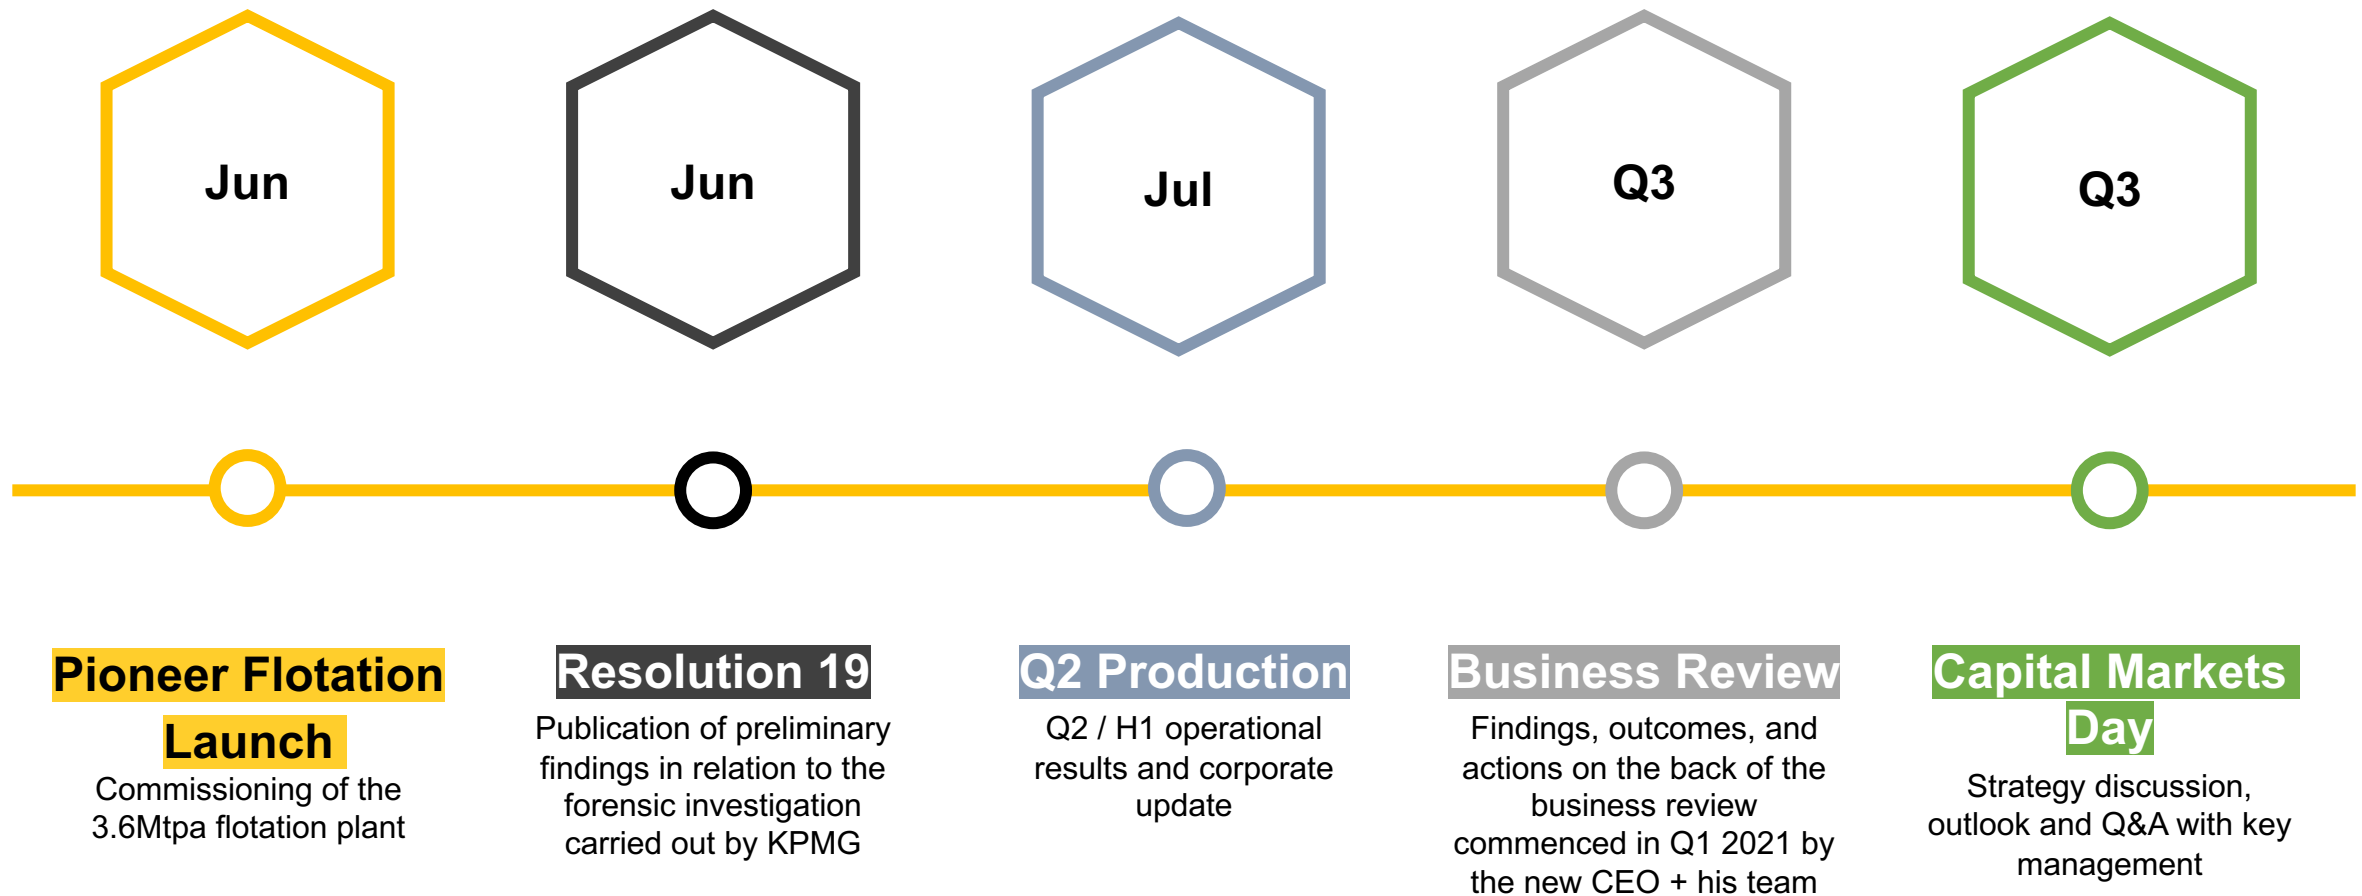 Jun
Jun
Jul
Q3
Q3
Pioneer Flotation
Launch
Commissioning of the
3.6Mtpa flotation plant
Resolution 19
Publication of preliminary
findings in relation to the
forensic investigation
carried out by KPMG
Q2 Production
Q2 / H1 operational
results and corporate
update
Business Review
Findings, outcomes, and
actions on the back of the
business review
commenced in Q1 2021 by
the new CEO + his team
Capital Markets
Day
Strategy discussion,
outlook and Q&A with key
management